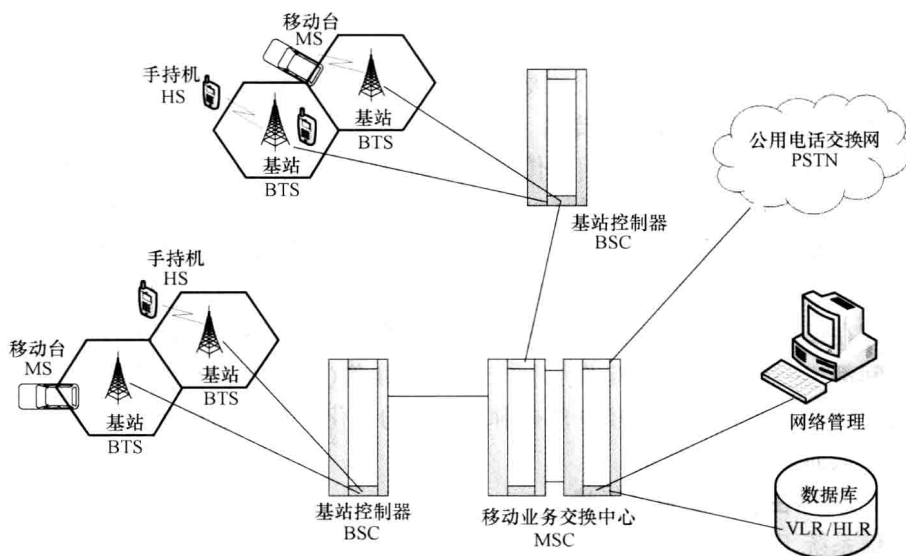 移动台
MS
手持机
HS
基站
BTS
基站
BTS
公用电话交换网
PSTN
基站控制器
BSC
手持机
HS
移动台
MS
基站
BTS
基站
BTS
网络管理
基站控制器
BSC
移动业务交换中心
MSC
数据库
VLR/HLR